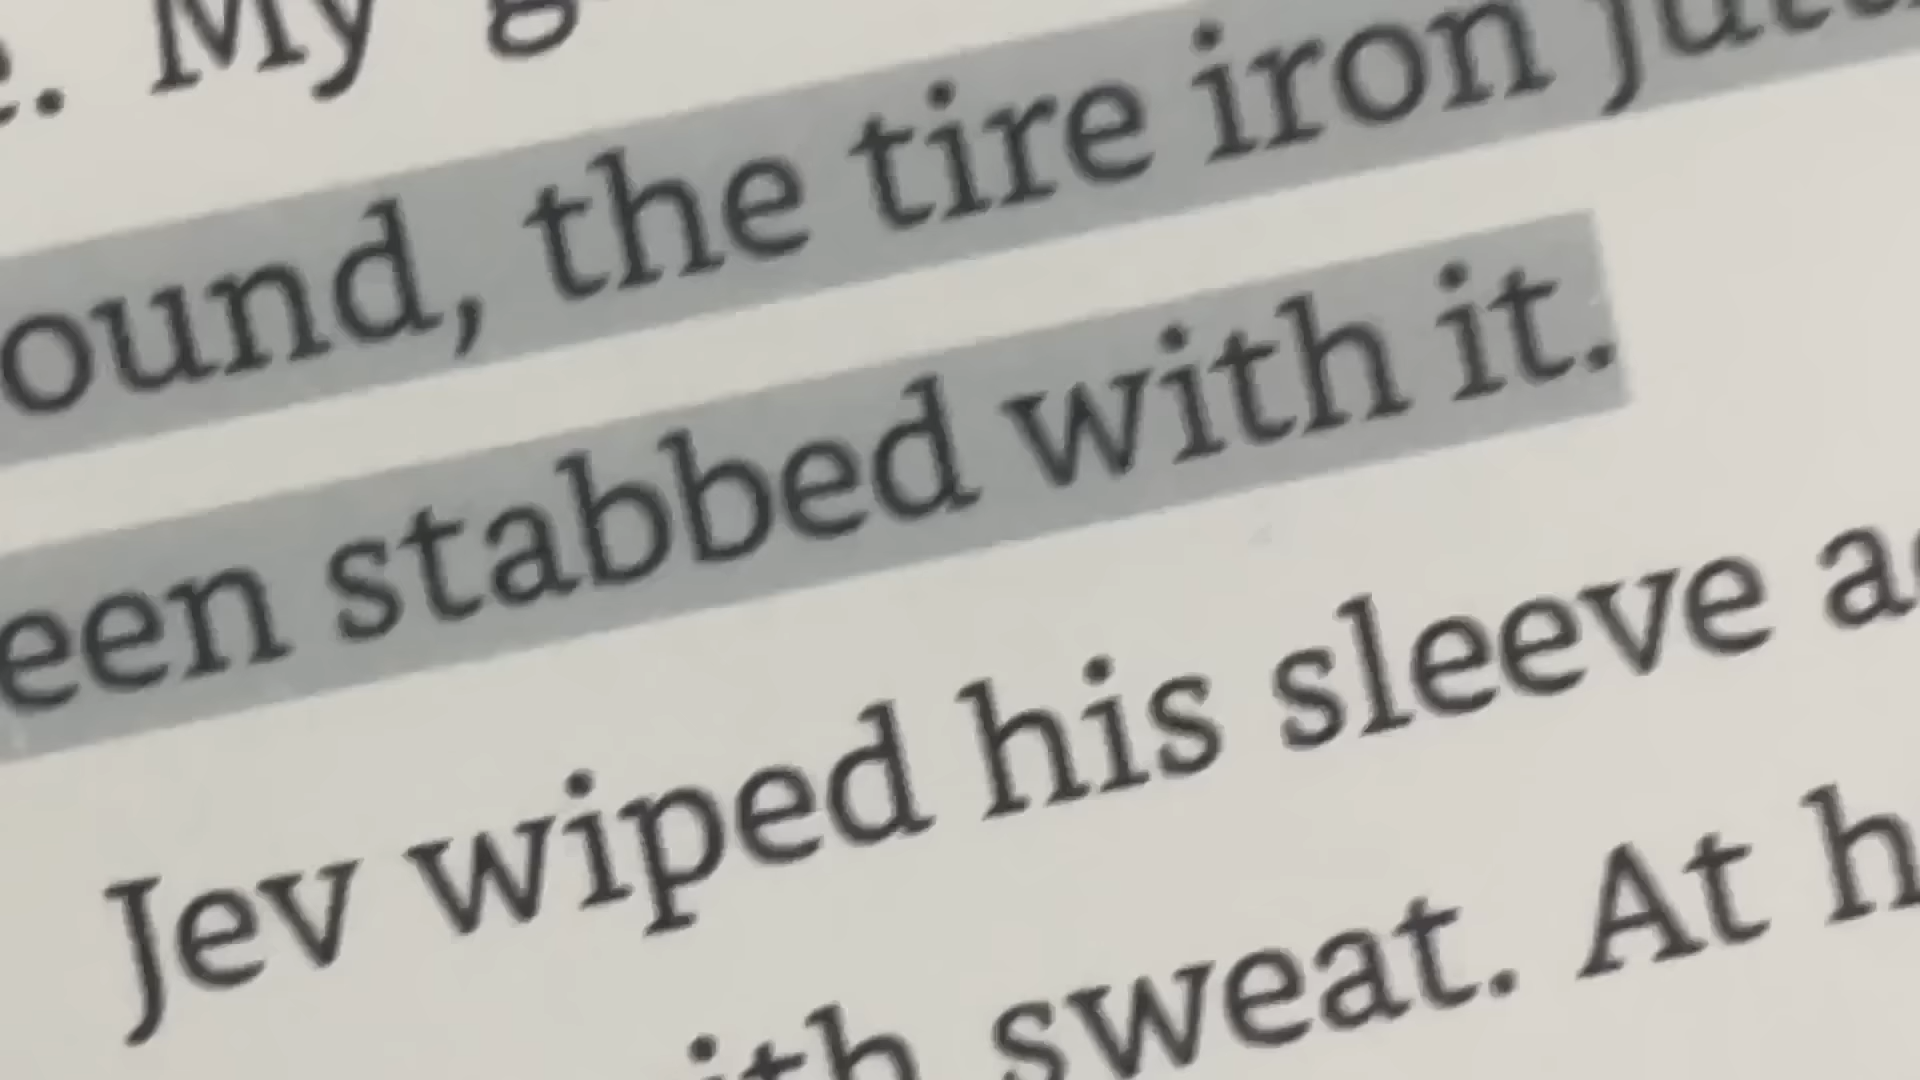 . My
ound, the tire iron
een stabbed with it.
Jev wiped his sleeve
sweat. At